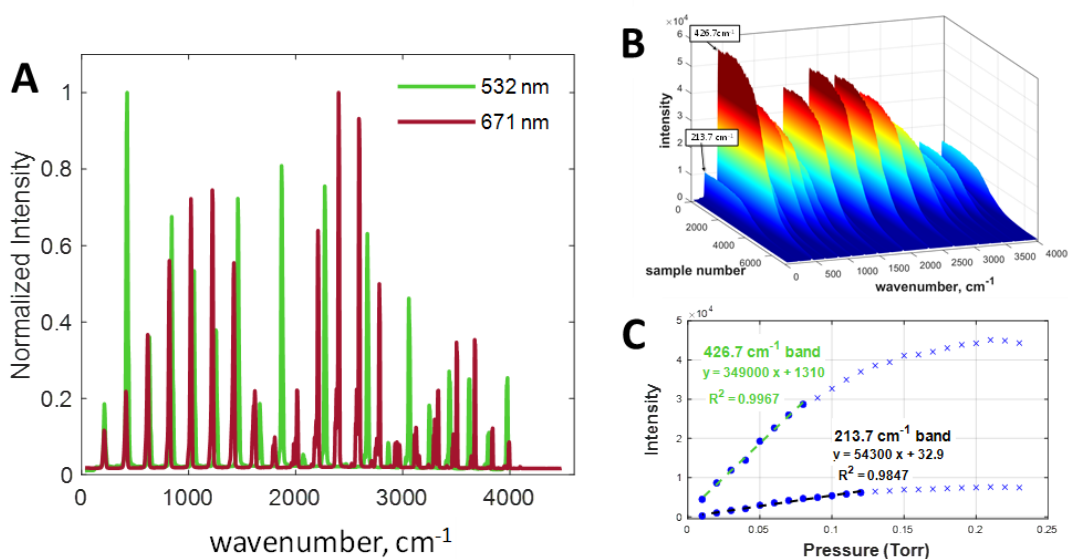 A
532 nm
671 nm
Normalized Intensity
1
0.8
0.6
0.4
0.2
0
0 1000 2000 3000 4000
wavenumber, cm-1
B
x 10^4
426.7cm-1
213.7 cm-1
intensity
6
5
4
3
2
1
0
0
2000
4000
6000
sample number
0 500 1000 1500 2000 2500 3000 3500 4000
wavenumber, cm-1
C
x 10^4
Intensity
5
4
3
2
1
0
426.7 cm-1 band
y = 349000 x + 1310
R2 = 0.9967
213.7 cm-1 band
y = 54300 x + 32.9
R2 = 0.9847
0 0.05 0.1 0.15 0.2 0.25
Pressure (Torr)